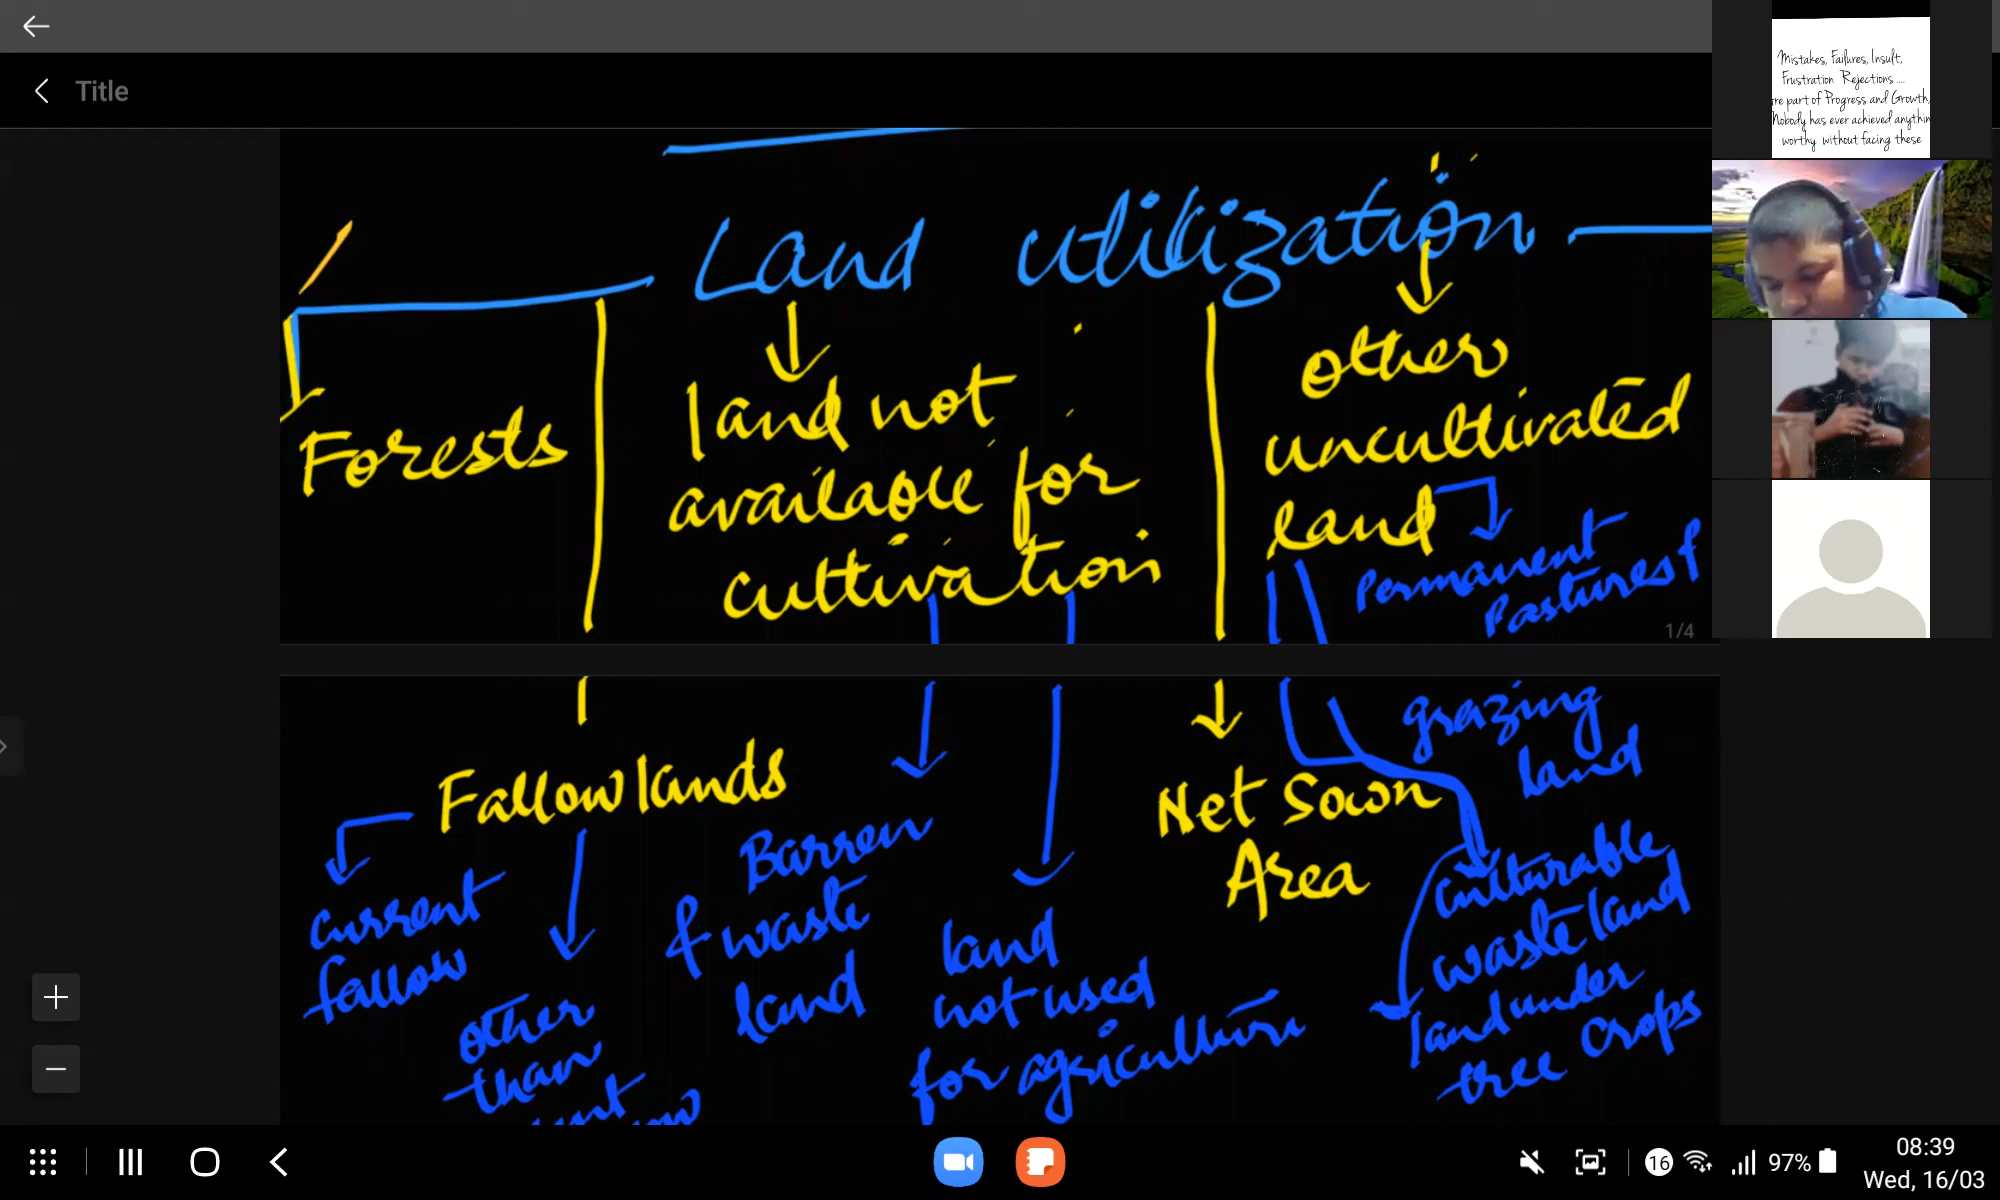 Title
Mistakes, Failures, Insult,
Frustration Rejections ....
re part of Progress and Growth,
Nobody has ever achieved anythin
worthy without facing these
Land utilization
Forests
land not
available for
cultivation
other
uncultivated
land
Permanent
Pastures &
1/4
grazing
land
Fallow lands
current
fallow
other
than
Barren
& waste
land
land
not used
for agriculture
Net Sown
Area
culturable
waste land
land under
tree crops
16
97%
08:39
Wed, 16/03